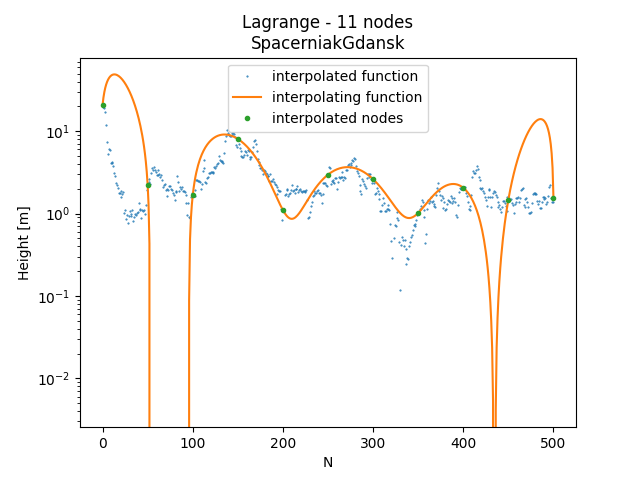 Lagrange - 11 nodes
SpacerniakGdansk
interpolated function
interpolating function
interpolated nodes
Height [m]
10¹
10⁰
10⁻¹
10⁻²
0
100
200
300
400
500
N